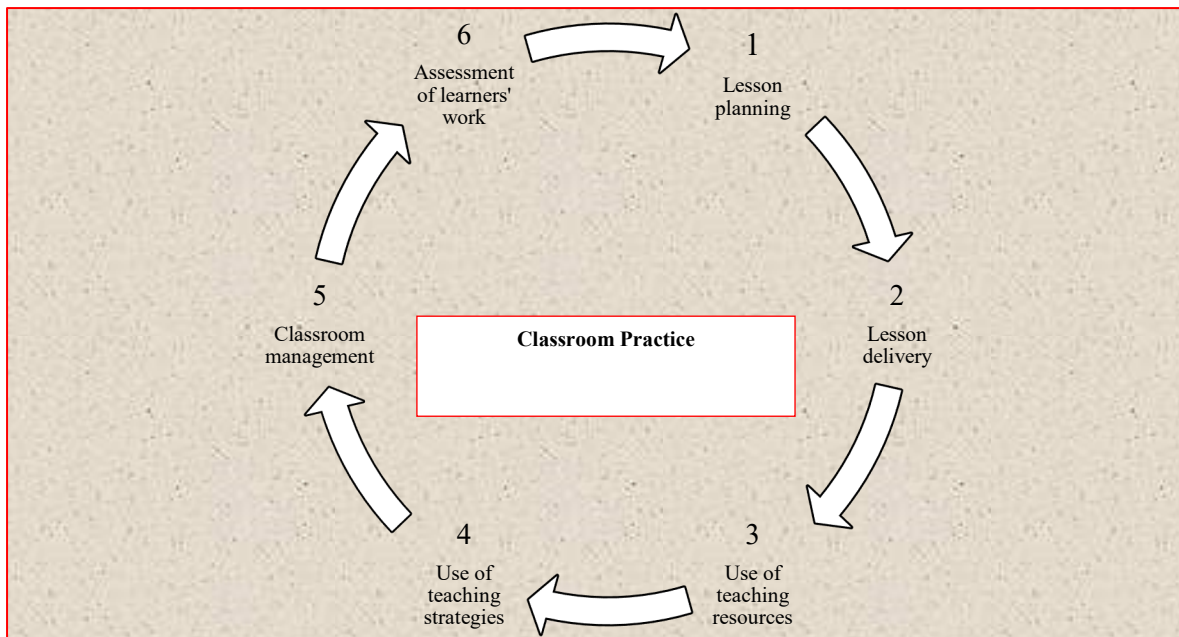 1
Lesson
planning
2
Lesson
delivery
3
Use of
teaching
resources
4
Use of
teaching
strategies
5
Classroom
management
6
Assessment
of learners'
work
Classroom Practice